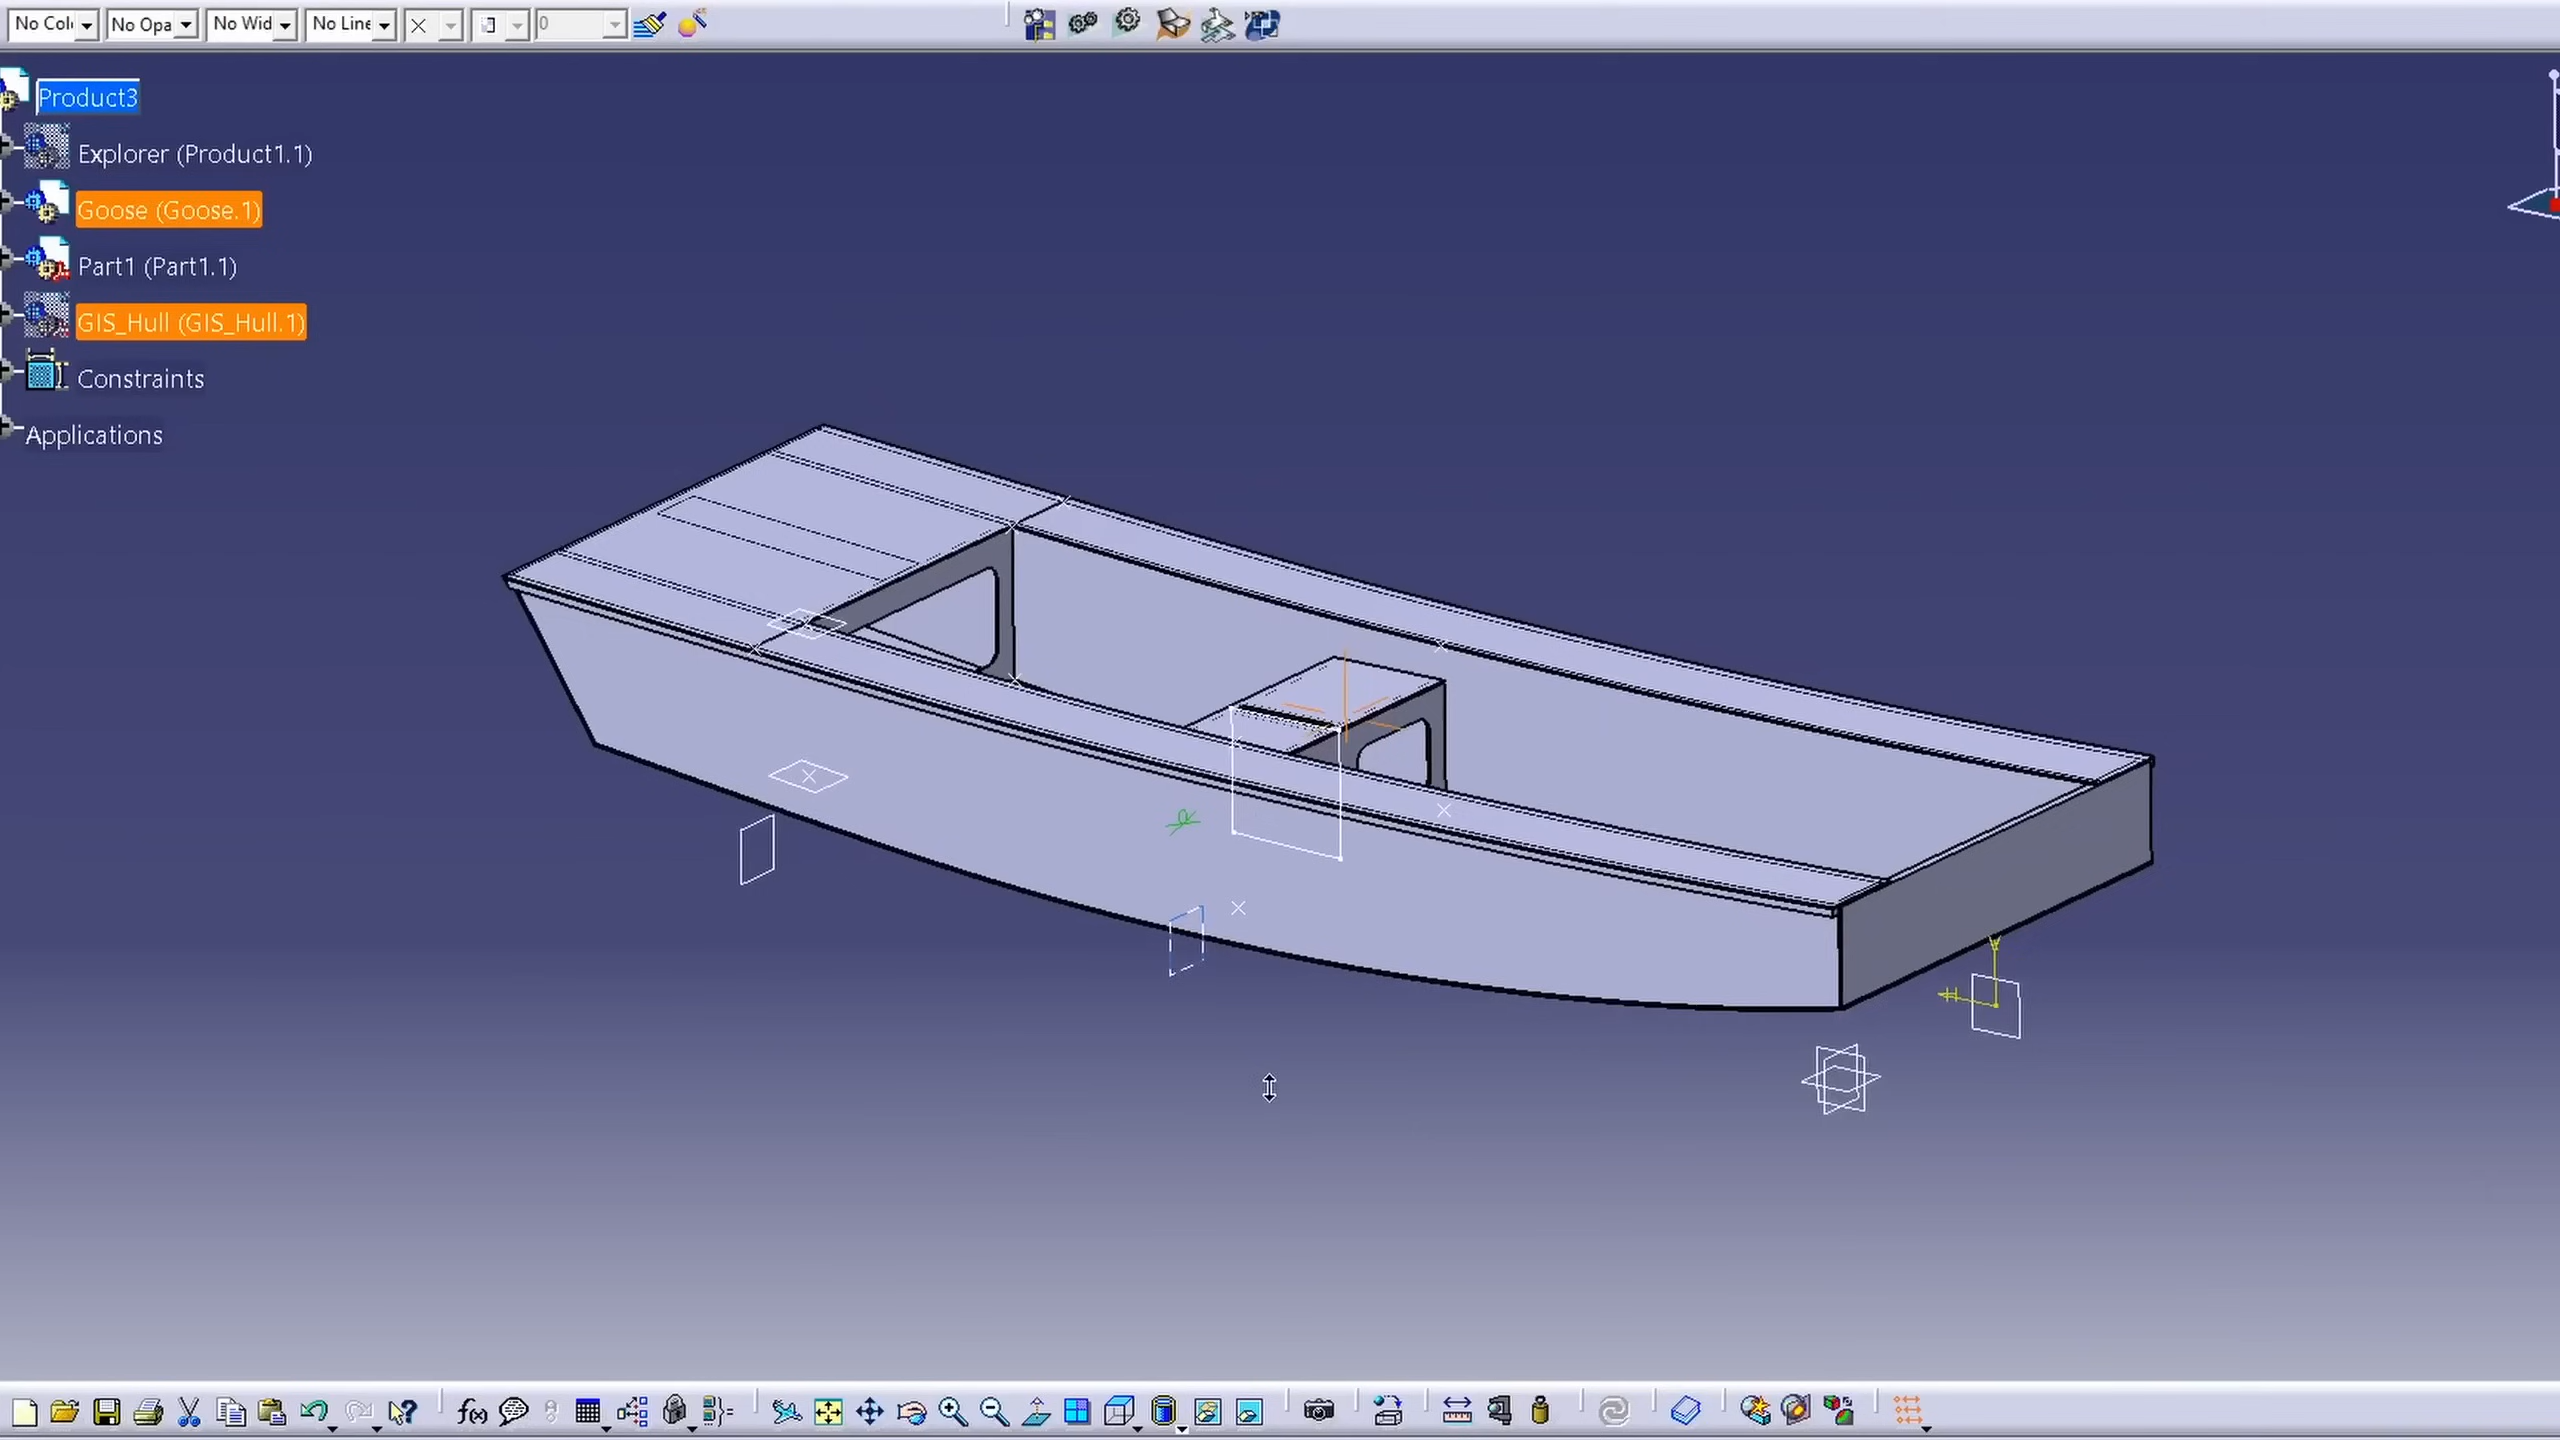 No Col No Opa No Wid No Line 0
Product3
Explorer (Product1.1)
Goose (Goose.1)
Part1 (Part1.1)
GIS_Hull (GIS_Hull.1)
Constraints
Applications
f(x)